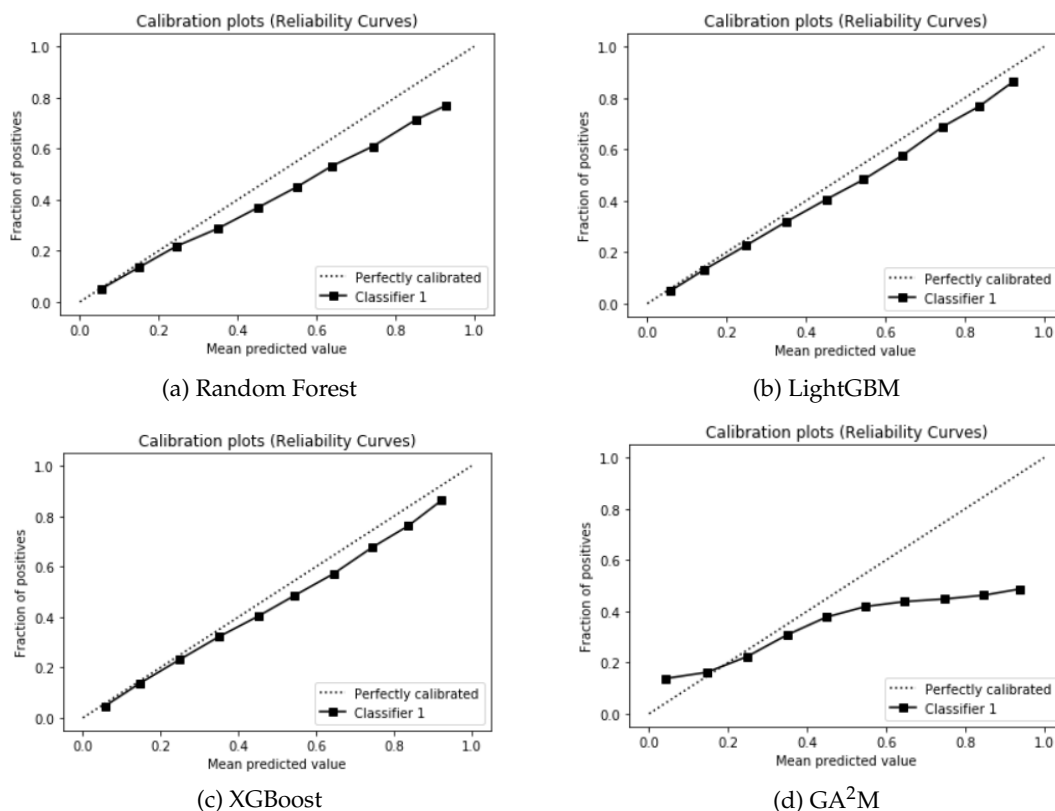 Calibration plots (Reliability Curves)
1.0
0.8
0.6
0.4
0.2
0.0
Fraction of positives
Perfectly calibrated
Classifier 1
0.0 0.2 0.4 0.6 0.8 1.0
Mean predicted value
(a) Random Forest
Calibration plots (Reliability Curves)
1.0
0.8
0.6
0.4
0.2
0.0
Fraction of positives
Perfectly calibrated
Classifier 1
0.0 0.2 0.4 0.6 0.8 1.0
Mean predicted value
(b) LightGBM
Calibration plots (Reliability Curves)
1.0
0.8
0.6
0.4
0.2
0.0
Fraction of positives
Perfectly calibrated
Classifier 1
0.0 0.2 0.4 0.6 0.8 1.0
Mean predicted value
(c) XGBoost
Calibration plots (Reliability Curves)
1.0
0.8
0.6
0.4
0.2
0.0
Fraction of positives
Perfectly calibrated
Classifier 1
0.0 0.2 0.4 0.6 0.8 1.0
Mean predicted value
(d) GA²M